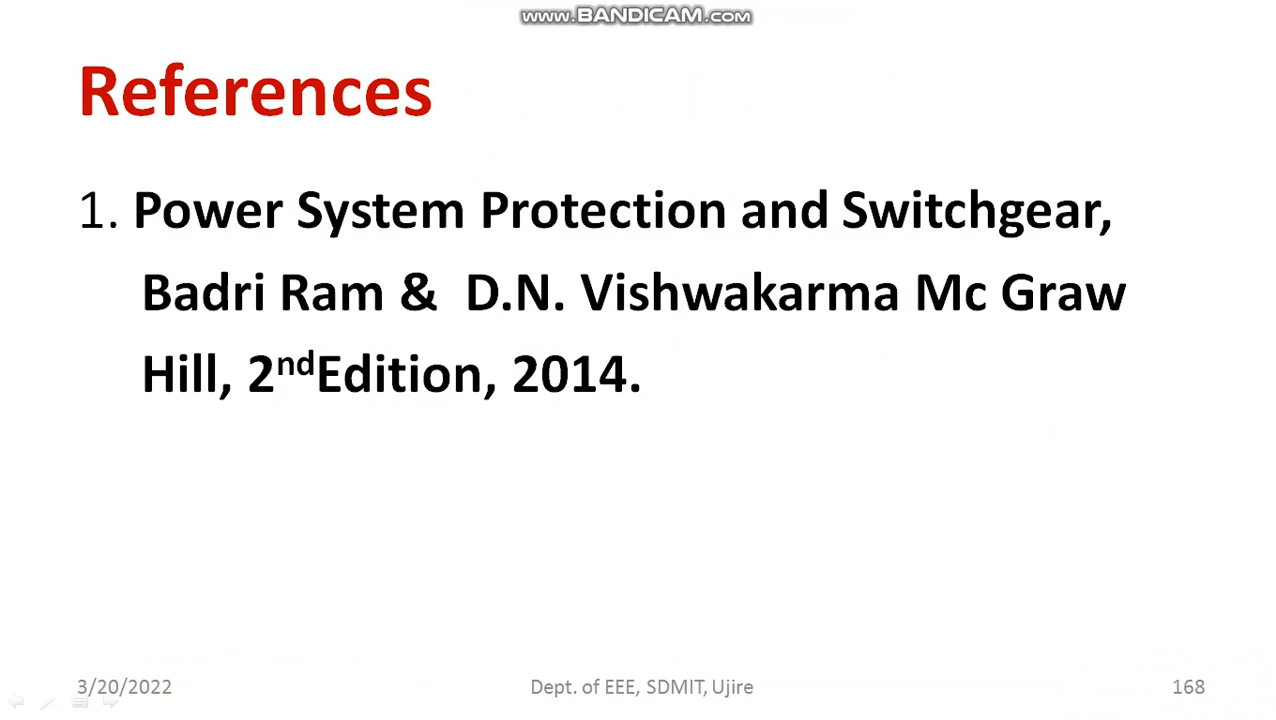 www.BANDICAM.com
References
1. Power System Protection and Switchgear,
Badri Ram & D.N. Vishwakarma Mc Graw
Hill, 2ndEdition, 2014.
3/20/2022 Dept. of EEE, SDMIT, Ujire 168